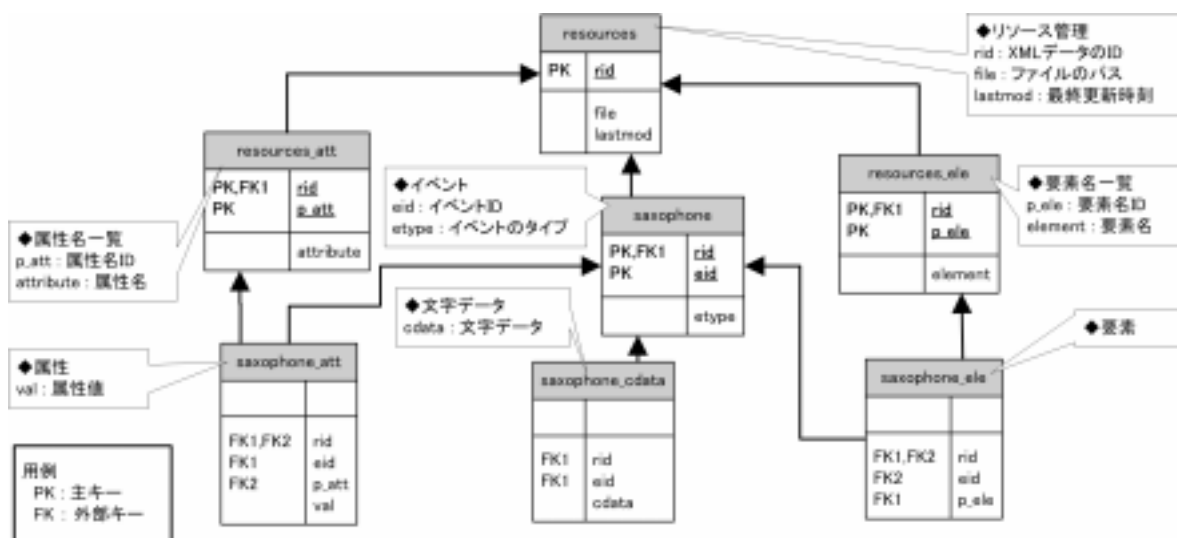 resources
PK rid
file
lastmod
◆リソース管理
rid : XMLデータのID
file : ファイルのパス
lastmod : 最終更新時刻
resources_att
PK,FK1 rid
PK p_att
attribute
◆属性名一覧
p_att : 属性名ID
attribute : 属性名
◆イベント
eid : イベントID
etype : イベントのタイプ
saxophone
PK,FK1 rid
PK eid
etype
resources_ele
PK,FK1 rid
PK p_ele
element
◆要素名一覧
p_ele : 要素名ID
element : 要素名
◆文字データ
cdata : 文字データ
◆属性
val : 属性値
◆要素
saxophone_att
FK1,FK2 rid
FK1 eid
FK2 p_att
val
saxophone_cdata
FK1 rid
FK1 eid
cdata
saxophone_ele
FK1,FK2 rid
FK2 eid
FK1 p_ele
用例
PK : 主キー
FK : 外部キー